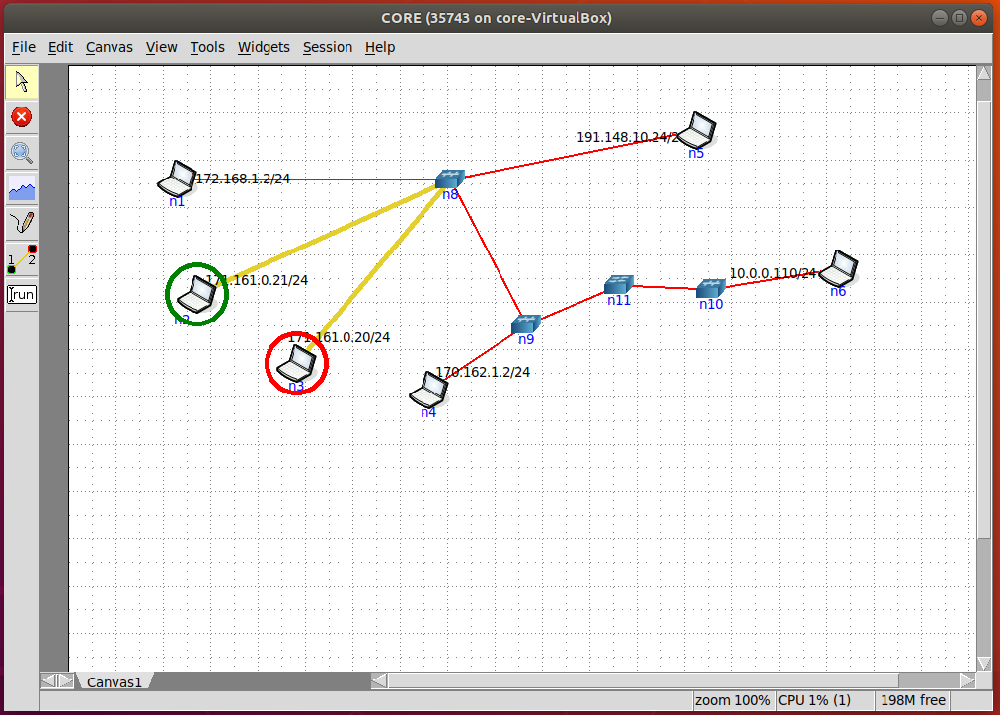 CORE (35743 on core-VirtualBox)
File Edit Canvas View Tools Widgets Session Help
191.148.10.24/2
n5
172.168.1.2/24
n1
n8
1 2
10.0.0.110/24
n6
171.161.0.21/24
n2
n11
n10
run
n9
171.161.0.20/24
n3
170.162.1.2/24
n4
Canvas1
zoom 100% CPU 1% (1) 198M free